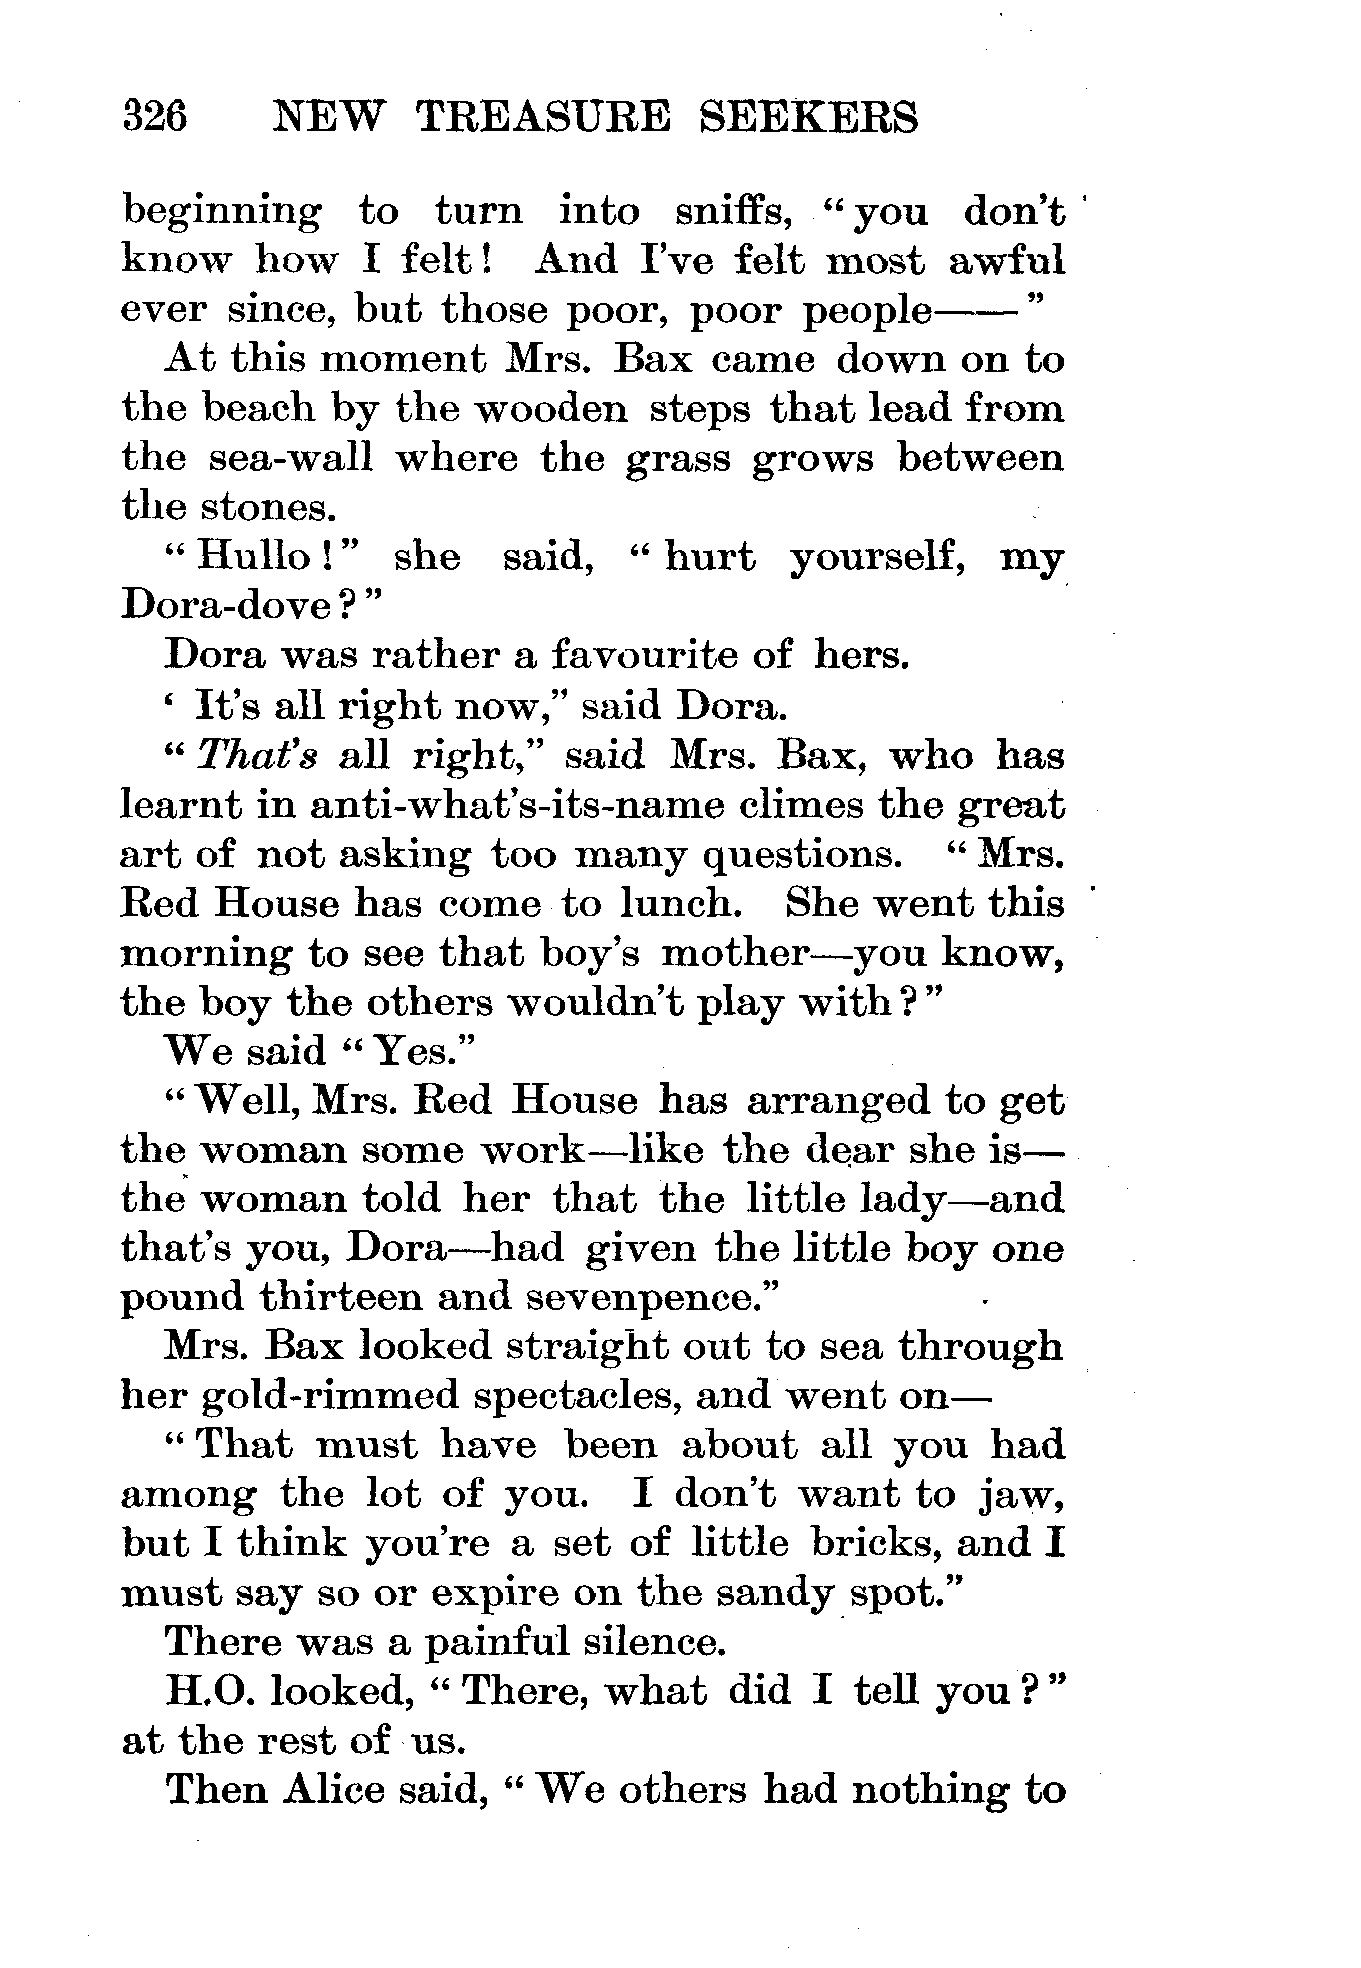 326 NEW TREASURE SEEKERS
beginning to turn into sniffs, “you don't
know how I felt! And I've felt most awful
ever since, but those poor, poor people——”
At this moment Mrs. Bax came down on to
the beach by the wooden steps that lead from
the sea-wall where the grass grows between
the stones.
“Hullo!” she said, “hurt yourself, my
Dora-dove?”
Dora was rather a favourite of hers.
‘ It's all right now,” said Dora.
“That's all right,” said Mrs. Bax, who has
learnt in anti-what's-its-name climes the great
art of not asking too many questions. “Mrs.
Red House has come to lunch. She went this
morning to see that boy's mother—you know,
the boy the others wouldn't play with?”
We said “Yes.”
“Well, Mrs. Red House has arranged to get
the woman some work—like the dear she is—
the woman told her that the little lady—and
that's you, Dora—had given the little boy one
pound thirteen and sevenpence.”
Mrs. Bax looked straight out to sea through
her gold-rimmed spectacles, and went on—
“That must have been about all you had
among the lot of you. I don't want to jaw,
but I think you're a set of little bricks, and I
must say so or expire on the sandy spot.”
There was a painful silence.
H.O. looked, “There, what did I tell you?”
at the rest of us.
Then Alice said, “We others had nothing to